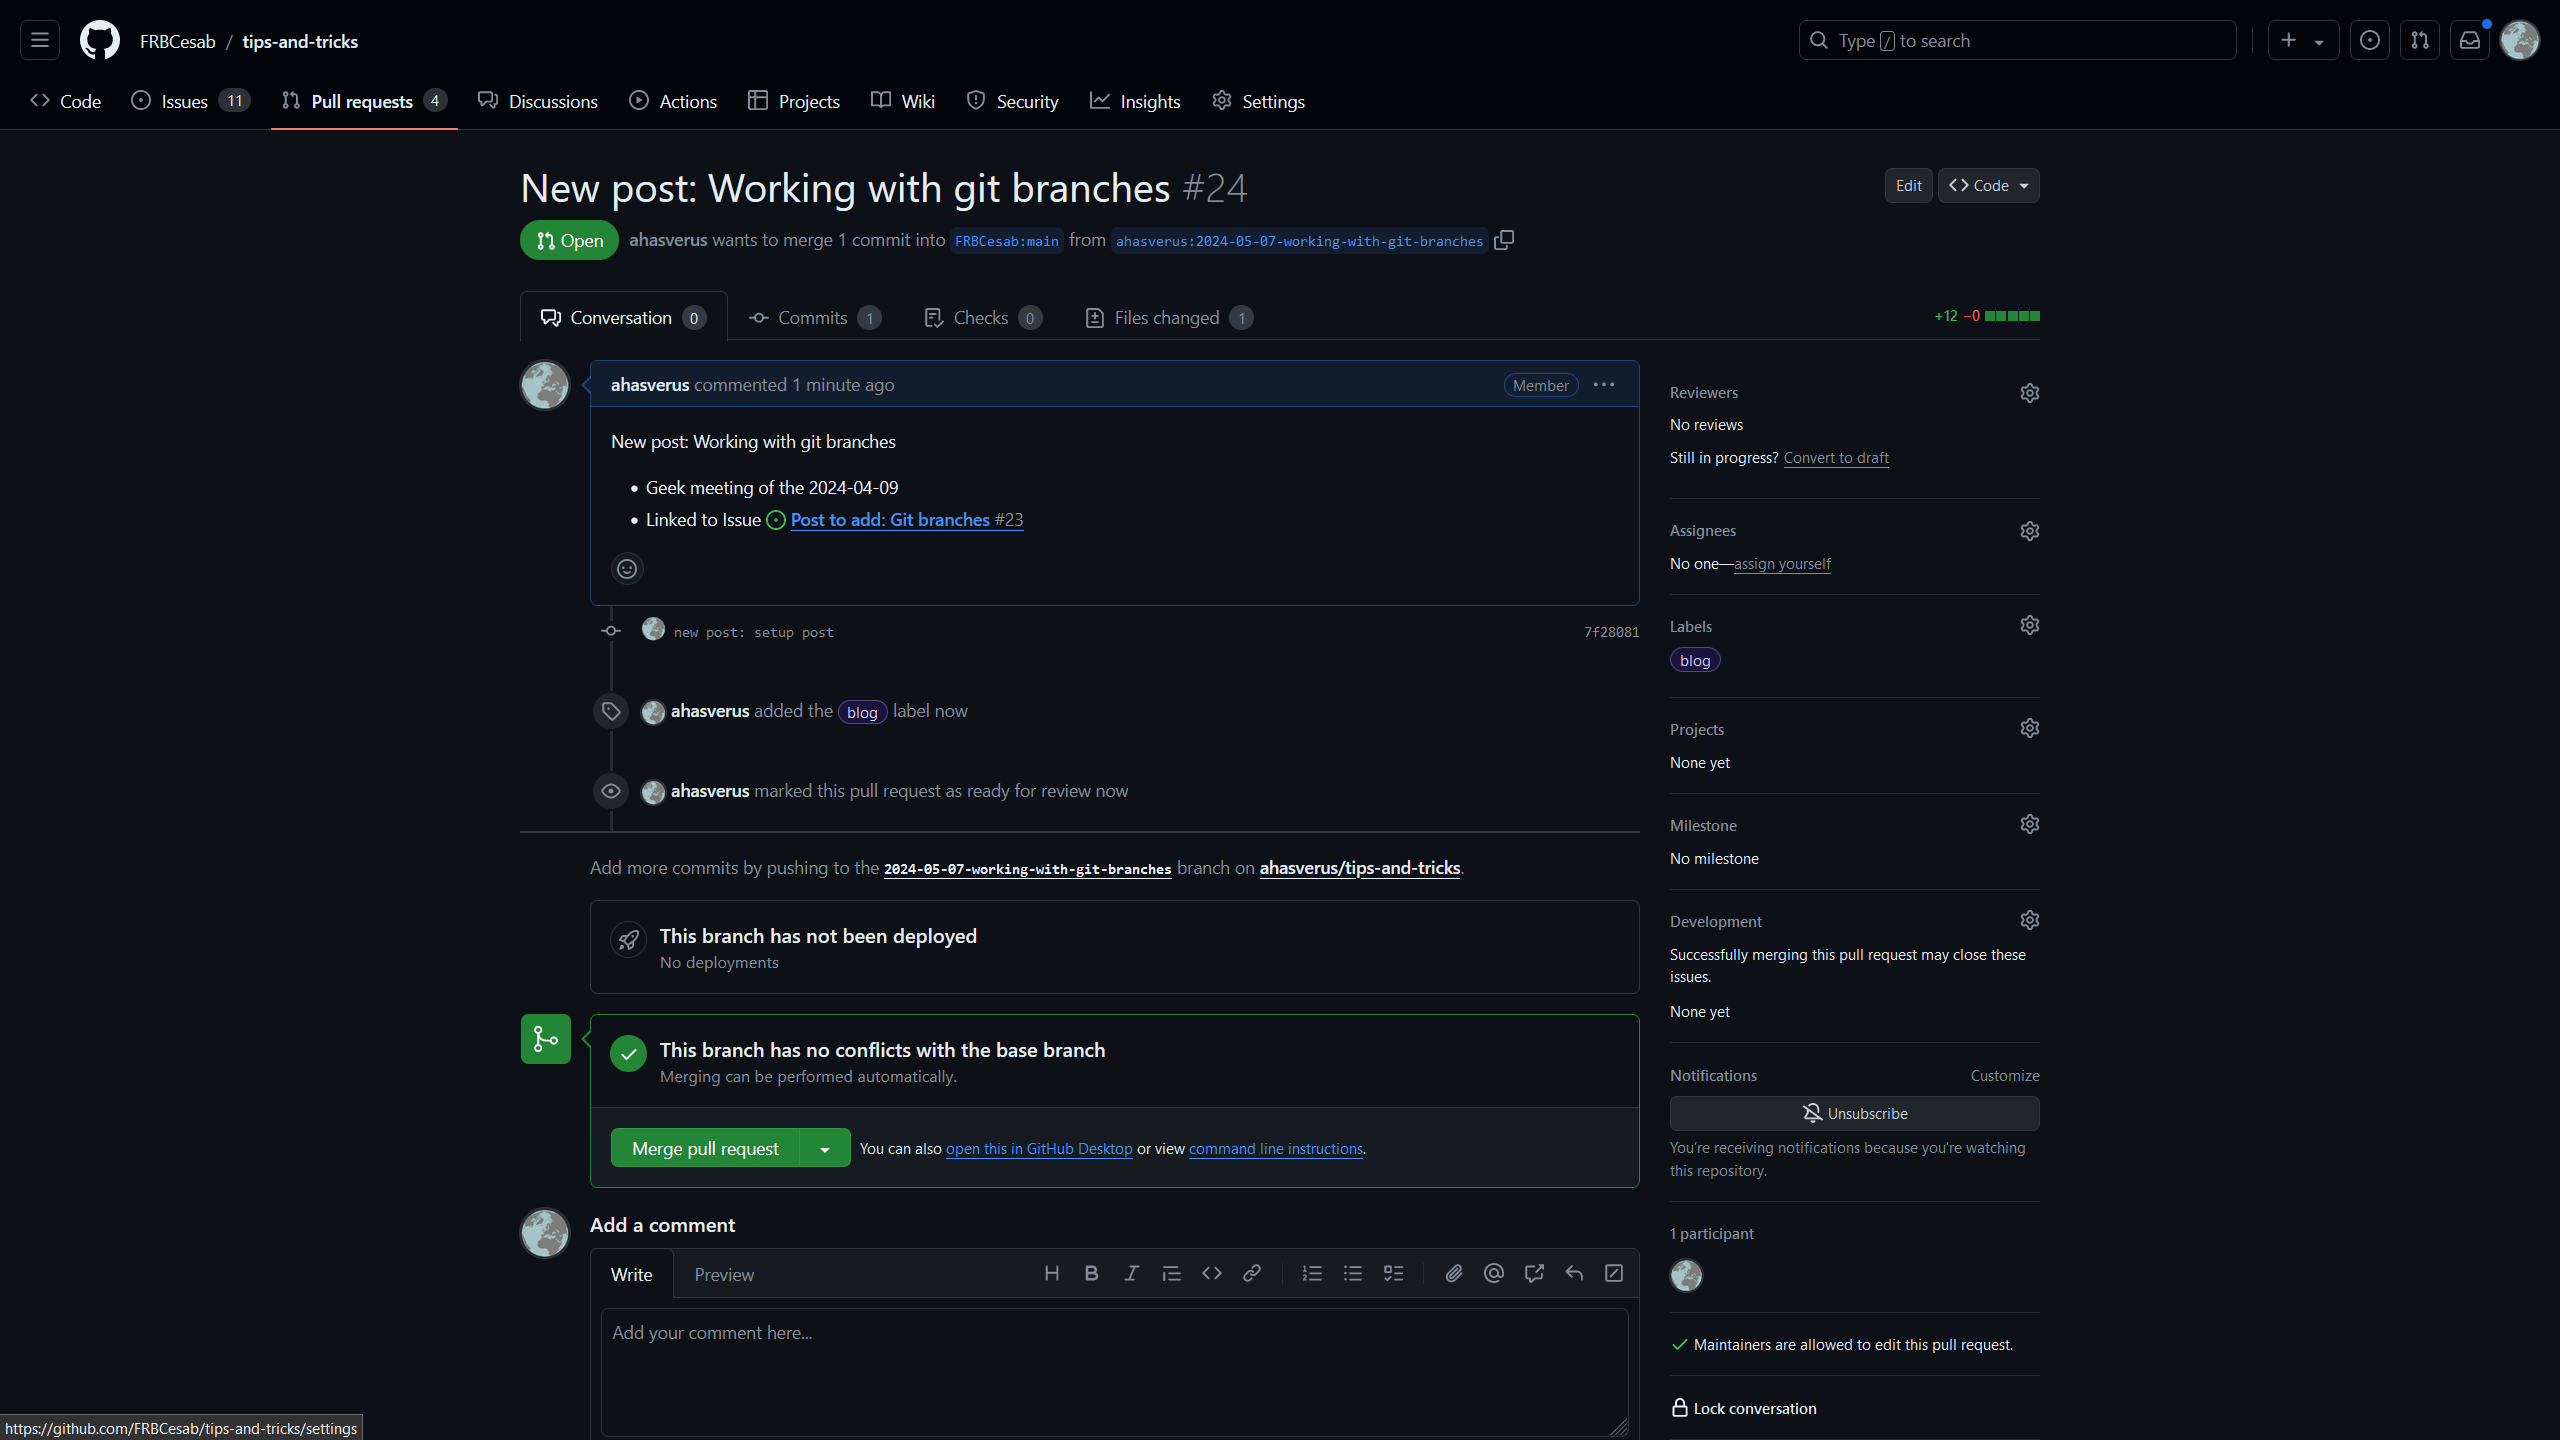 FRBCesab / tips-and-tricks
Type / to search
Code
Issues 11
Pull requests 4
Discussions
Actions
Projects
Wiki
Security
Insights
Settings
New post: Working with git branches #24
Edit
Code
Open
ahasverus wants to merge 1 commit into FRBCesab:main from ahasverus:2024-05-07-working-with-git-branches
Conversation 0
Commits 1
Checks 0
Files changed 1
+12 −0
ahasverus commented 1 minute ago
Member
New post: Working with git branches
• Geek meeting of the 2024-04-09
• Linked to Issue Post to add: Git branches #23
new post: setup post
7f28081
ahasverus added the blog label now
ahasverus marked this pull request as ready for review now
Add more commits by pushing to the 2024-05-07-working-with-git-branches branch on ahasverus/tips-and-tricks.
This branch has not been deployed
No deployments
This branch has no conflicts with the base branch
Merging can be performed automatically.
Merge pull request
You can also open this in GitHub Desktop or view command line instructions.
Add a comment
Write
Preview
Add your comment here...
Reviewers
No reviews
Still in progress? Convert to draft
Assignees
No one—assign yourself
Labels
blog
Projects
None yet
Milestone
No milestone
Development
Successfully merging this pull request may close these
issues.
None yet
Notifications
Customize
Unsubscribe
You're receiving notifications because you're watching
this repository.
1 participant
Maintainers are allowed to edit this pull request.
Lock conversation
https://github.com/FRBCesab/tips-and-tricks/settings